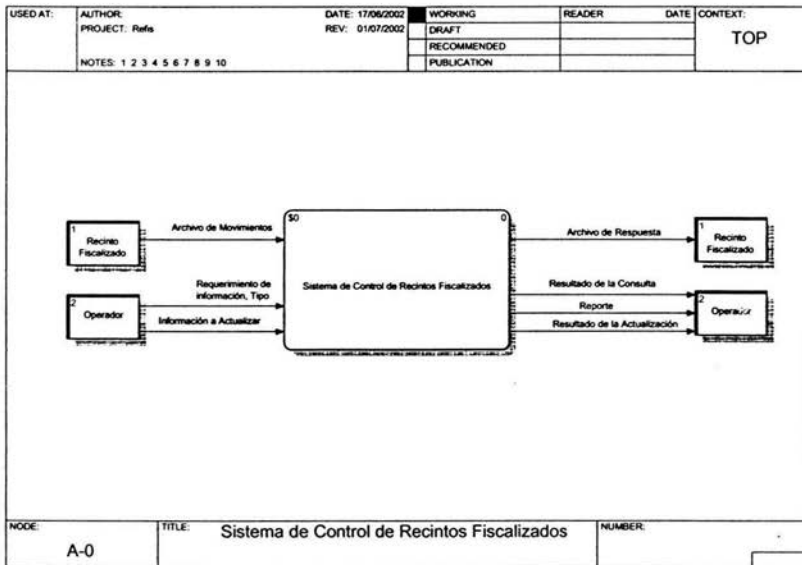 USED AT:
AUTHOR:
DATE: 17/06/2002
PROJECT: Refis
REV: 01/07/2002
NOTES: 1 2 3 4 5 6 7 8 9 10
WORKING
DRAFT
RECOMMENDED
PUBLICATION
READER
DATE
CONTEXT:
TOP
1
Recinto
Fiscalizado
Archivo de Movimientos
2
Operador
Requerimiento de
información, Tipo
Información a Actualizar
$0
0
Sistema de Control de Recintos Fiscalizados
Archivo de Respuesta
1
Recinto
Fiscalizado
Resultado de la Consulta
Reporte
Resultado de la Actualización
2
Operador
NODE:
A-0
TITLE:
Sistema de Control de Recintos Fiscalizados
NUMBER: